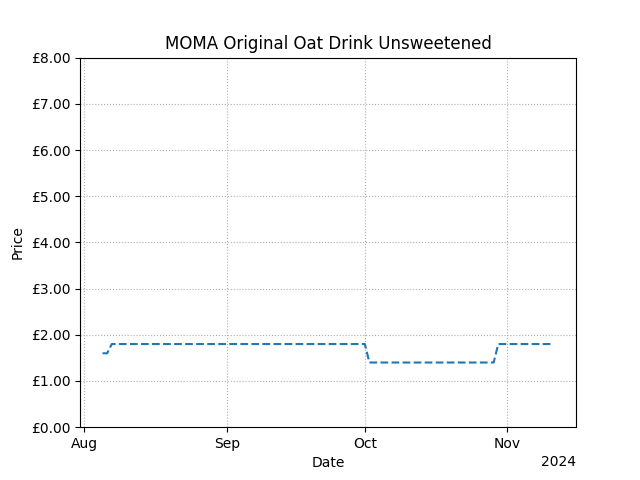 MOMA Original Oat Drink Unsweetened
£8.00
£7.00
£6.00
£5.00
£4.00
£3.00
£2.00
£1.00
£0.00
Price
Aug Sep Oct Nov
Date
2024